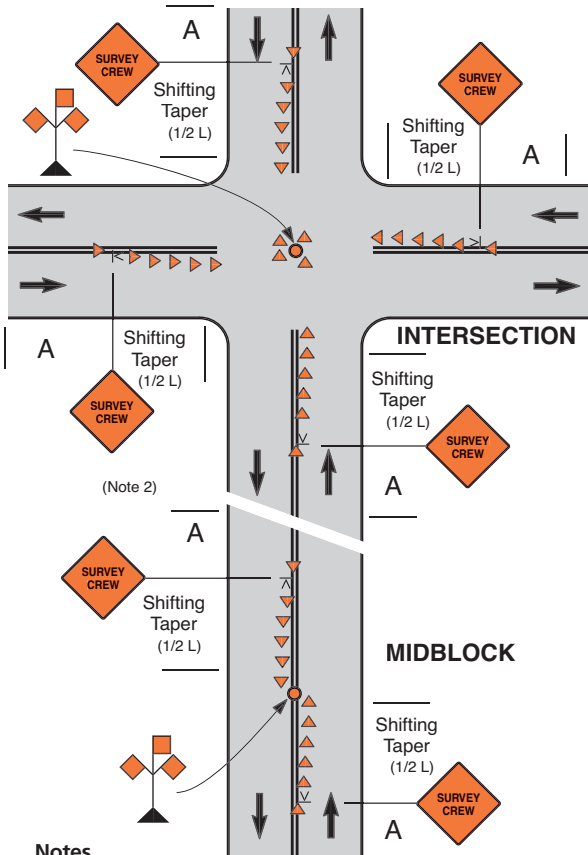 A
SURVEY
CREW
Shifting
Taper
(1/2 L)
SURVEY
CREW
Shifting
Taper
(1/2 L)
A
A
Shifting
Taper
(1/2 L)
SURVEY
CREW
(Note 2)
INTERSECTION
Shifting
Taper
(1/2 L)
SURVEY
CREW
A
A
SURVEY
CREW
Shifting
Taper
(1/2 L)
MIDBLOCK
Shifting
Taper
(1/2 L)
SURVEY
CREW
A
Notes